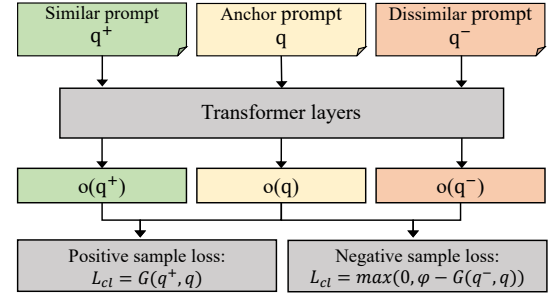 Similar prompt
q⁺
Anchor prompt
q
Dissimilar prompt
q⁻
Transformer layers
o(q⁺)
o(q)
o(q⁻)
Positive sample loss:
L_cl = G(q⁺, q)
Negative sample loss:
L_cl = max(0, φ − G(q⁻, q))